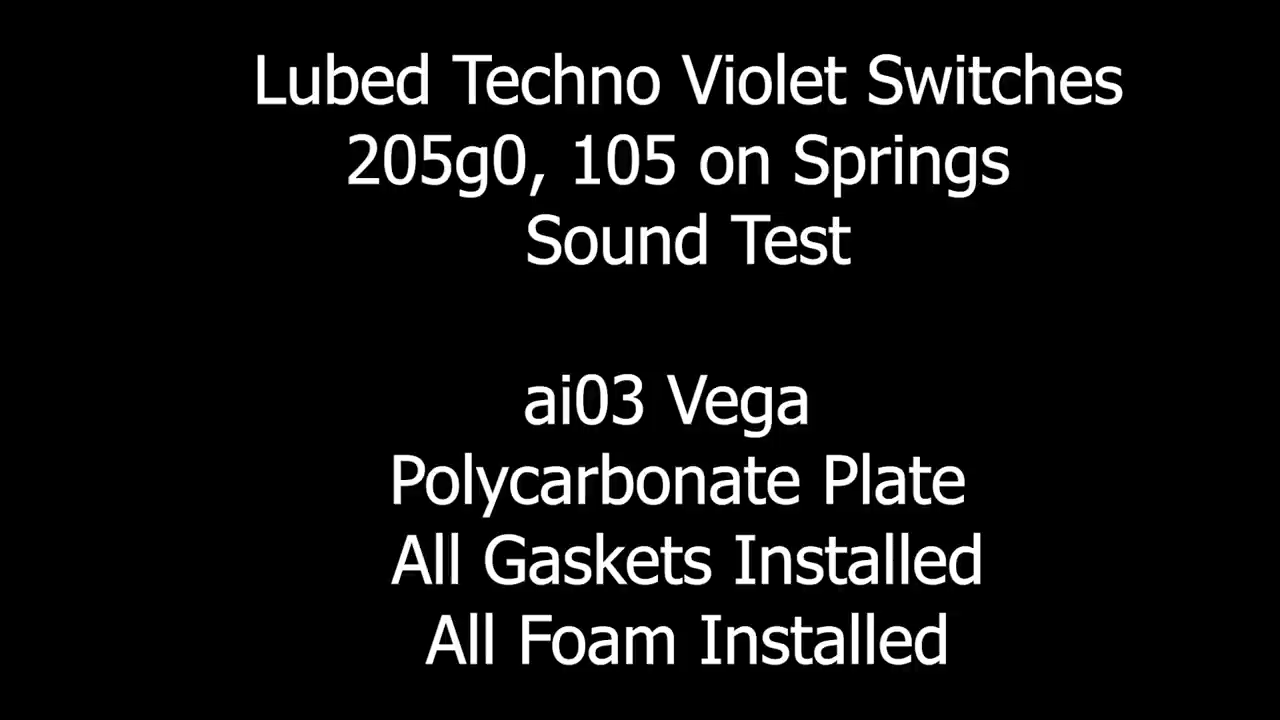 Lubed Techno Violet Switches
205g0, 105 on Springs
Sound Test
ai03 Vega
Polycarbonate Plate
All Gaskets Installed
All Foam Installed